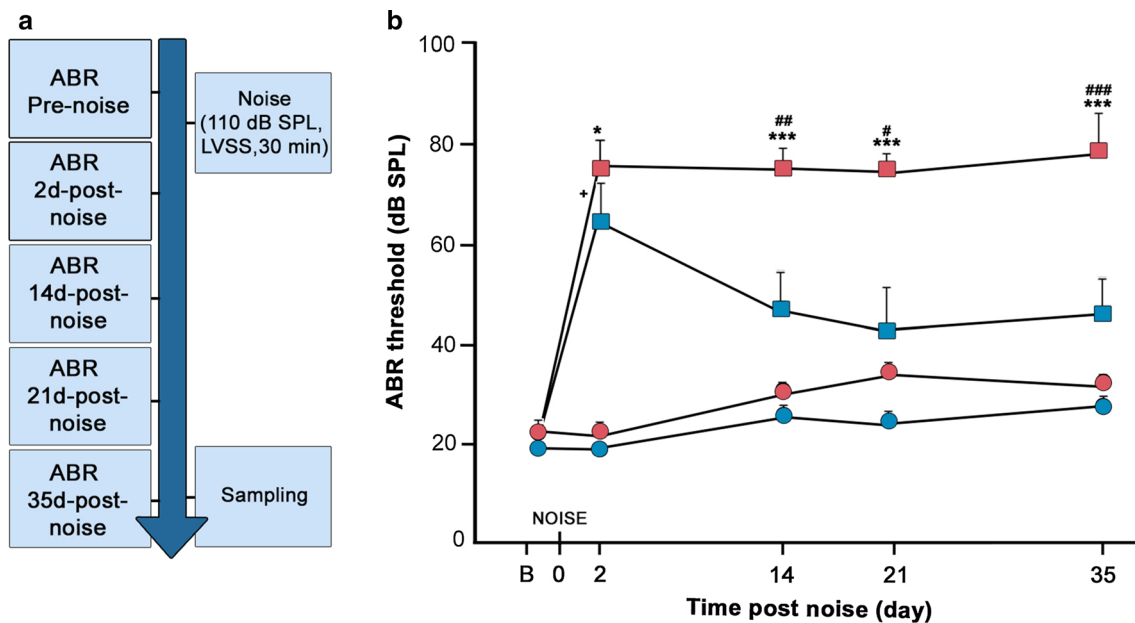 a
ABR
Pre-noise
ABR
2d-post-
noise
ABR
14d-post-
noise
ABR
21d-post-
noise
ABR
35d-post-
noise
Noise
(110 dB SPL,
LVSS,30 min)
Sampling
b
ABR threshold (dB SPL)
100
80
60
40
20
0
*
+
##
***
#
***
###
***
NOISE
B 0 2 14 21 35
Time post noise (day)